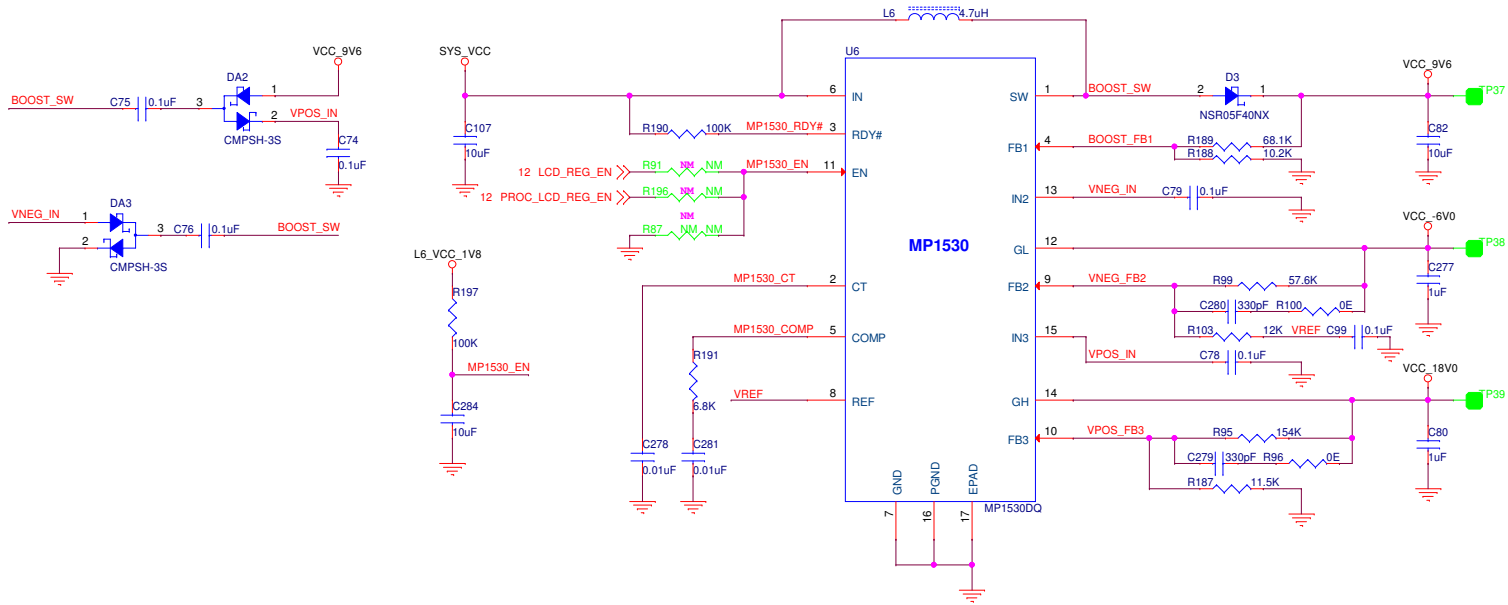 L6 4.7uH
VCC_9V6 SYS_VCC U6 VCC_9V6
DA2 D3
BOOST_SW C75 0.1uF 3 1 6 IN SW 1 BOOST_SW 2 1 TP37
VPOS_IN NSR05F40NX
2 C107 R190 100K MP1530_RDY# 3 RDY# C82
CMPSH-3S C74 10uF BOOST_FB1 R189 68.1K 10uF
0.1uF FB1 4 R188 10.2K
12 LCD_REG_EN R91 NM NM MP1530_EN 11 EN
12 PROC_LCD_REG_EN R196 NM NM IN2 13 VNEG_IN C79 0.1uF
DA3 NM
VNEG_IN 1 3 C76 0.1uF BOOST_SW R87 NM NM VCC_-6V0
2 MP1530 GL 12 TP38
CMPSH-3S L6_VCC_1V8 C277
MP1530_CT 2 CT FB2 9 VNEG_FB2 R99 57.6K 1uF
R197 C280 330pF R100 0E
100K MP1530_COMP 5 COMP IN3 15 R103 12K VREF C99 0.1uF
R191 VPOS_IN C78 0.1uF
MP1530_EN VCC_18V0
6.8K VREF 8 REF GH 14 TP39
C284 VPOS_FB3 R95 154K C80
10uF FB3 10 1uF
C278 C281 C279 330pF R96 0E
0.01uF 0.01uF R187 11.5K
GND PGND EPAD
MP1530DQ
7 16 17